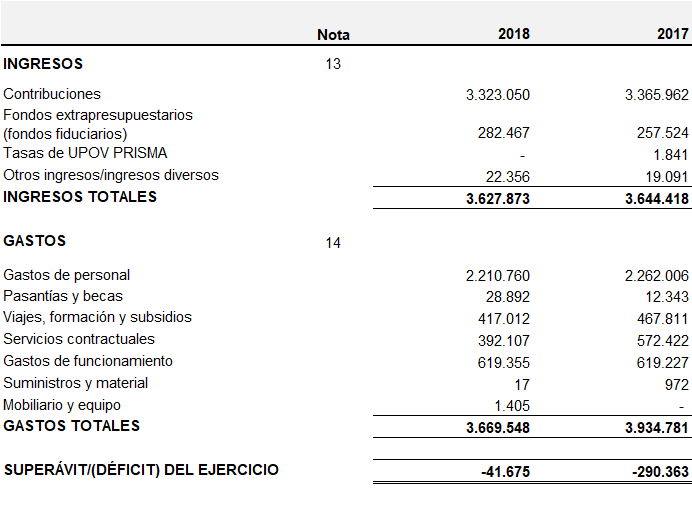 Nota 2018 2017
INGRESOS 13
Contribuciones 3.323.050 3.365.962
Fondos extrapresupuestarios
(fondos fiduciarios) 282.467 257.524
Tasas de UPOV PRISMA - 1.841
Otros ingresos/ingresos diversos 22.356 19.091
INGRESOS TOTALES 3.627.873 3.644.418
GASTOS 14
Gastos de personal 2.210.760 2.262.006
Pasantías y becas 28.892 12.343
Viajes, formación y subsidios 417.012 467.811
Servicios contractuales 392.107 572.422
Gastos de funcionamiento 619.355 619.227
Suministros y material 17 972
Mobiliario y equipo 1.405 -
GASTOS TOTALES 3.669.548 3.934.781
SUPERÁVIT/(DÉFICIT) DEL EJERCICIO -41.675 -290.363